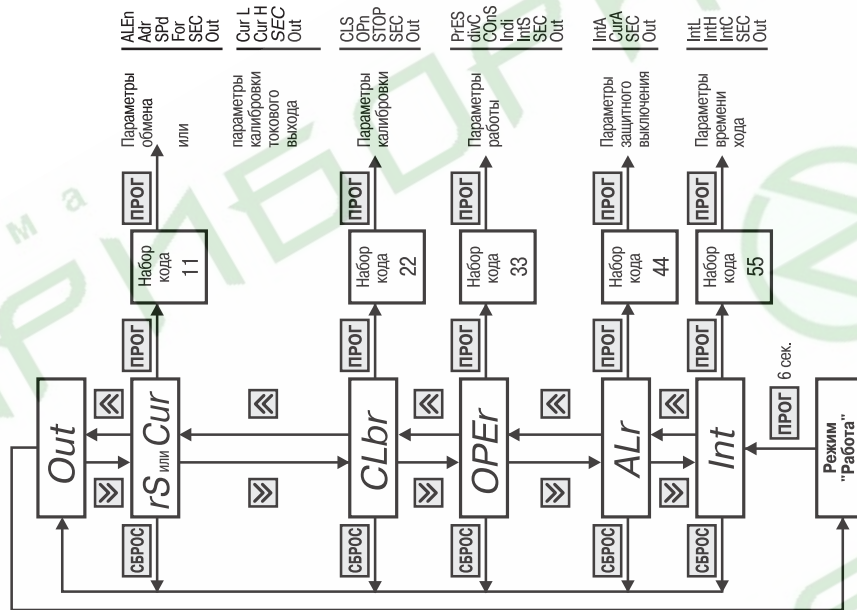 Out
rS или Cur
CLbr
OPEr
ALr
Int
Режим
"Работа"
ПРОГ
6 сек.
СБРОС
СБРОС
СБРОС
СБРОС
СБРОС
ПРОГ
Набор
кода
11
ПРОГ
Параметры
обмена
или
параметры
калибровки
токового
выхода
ALEn
Adr
SPd
For
SEC
Out
Cur L
Cur H
SEC
Out
ПРОГ
Набор
кода
22
ПРОГ
Параметры
калибровки
CLS
OPn
STOP
SEC
Out
ПРОГ
Набор
кода
33
ПРОГ
Параметры
работы
PrES
divC
COnS
Indi
IntS
SEC
Out
ПРОГ
Набор
кода
44
ПРОГ
Параметры
защитного
выключения
IntA
CurA
SEC
Out
ПРОГ
Набор
кода
55
ПРОГ
Параметры
времени
хода
IntL
IntH
IntC
SEC
Out